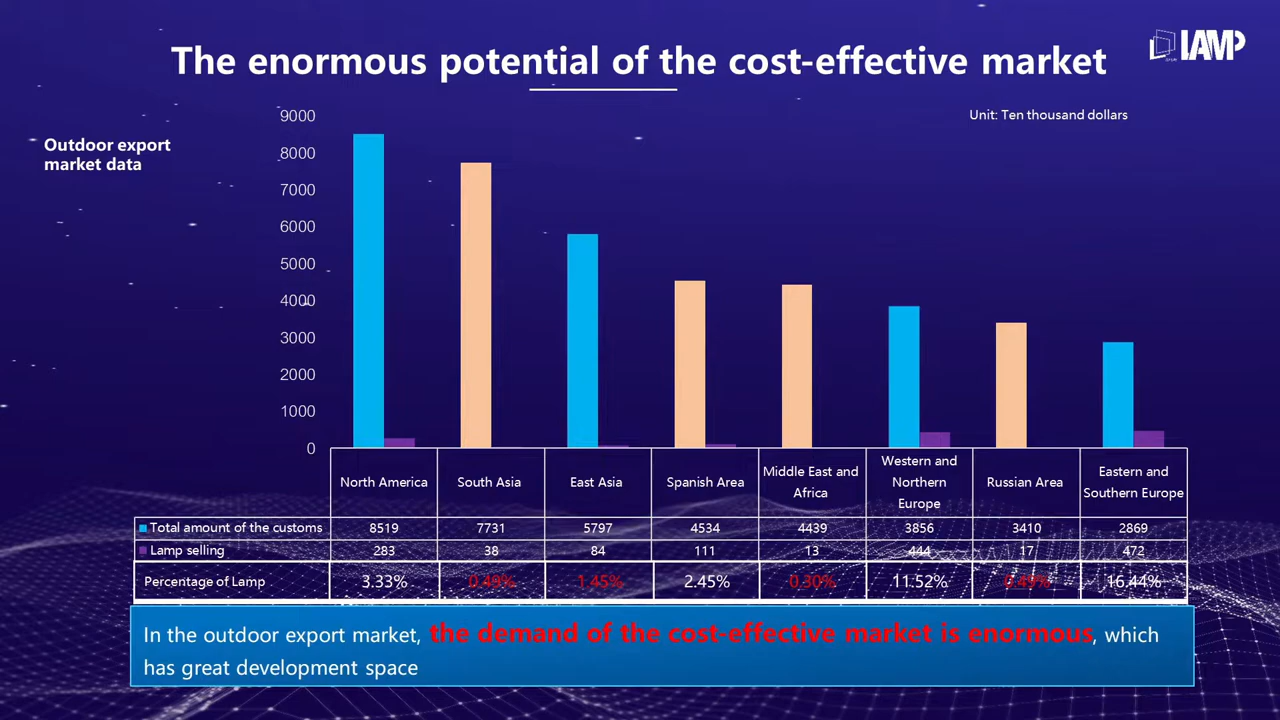 The enormous potential of the cost-effective market
LAMP
Unit: Ten thousand dollars
Outdoor export
market data
9000
8000
7000
6000
5000
4000
3000
2000
1000
0
North America South Asia East Asia Spanish Area Middle East and Africa Western and Northern Europe Russian Area Eastern and Southern Europe
Total amount of the customs 8519 7731 5797 4534 4439 3856 3410 2869
Lamp selling 283 38 84 111 13 444 17 472
Percentage of Lamp 3.33% 0.49% 1.45% 2.45% 0.30% 11.52% 0.49% 16.44%
In the outdoor export market, the demand of the cost-effective market is enormous, which
has great development space